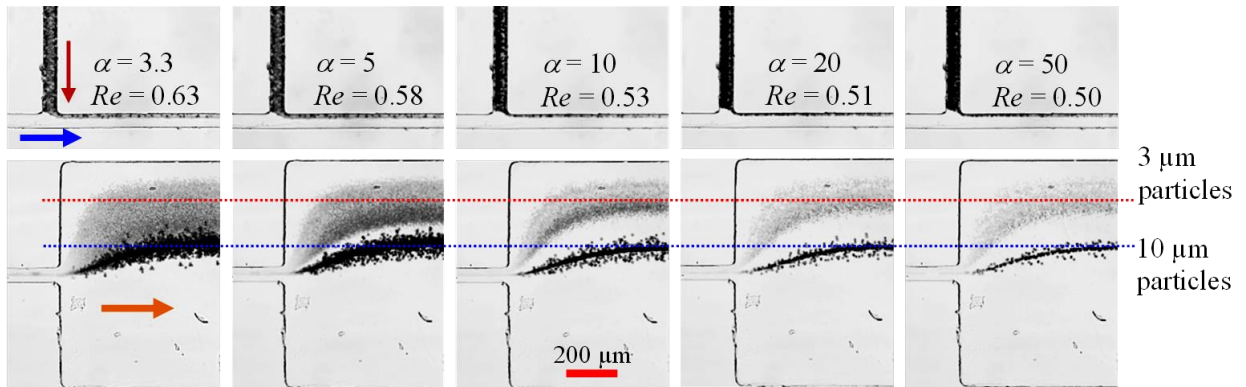 α = 3.3
Re = 0.63
α = 5
Re = 0.58
α = 10
Re = 0.53
α = 20
Re = 0.51
α = 50
Re = 0.50
3 µm
particles
10 µm
particles
200 µm